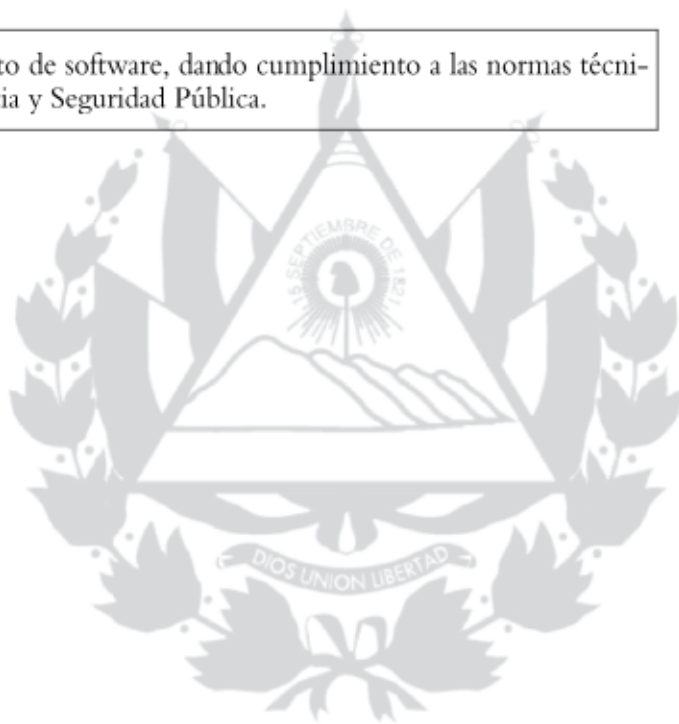 to de software, dando cumplimiento a las normas técni-
ia y Seguridad Pública.
15 SEPTIEMBRE DE 1821
DIOS UNION LIBERTAD